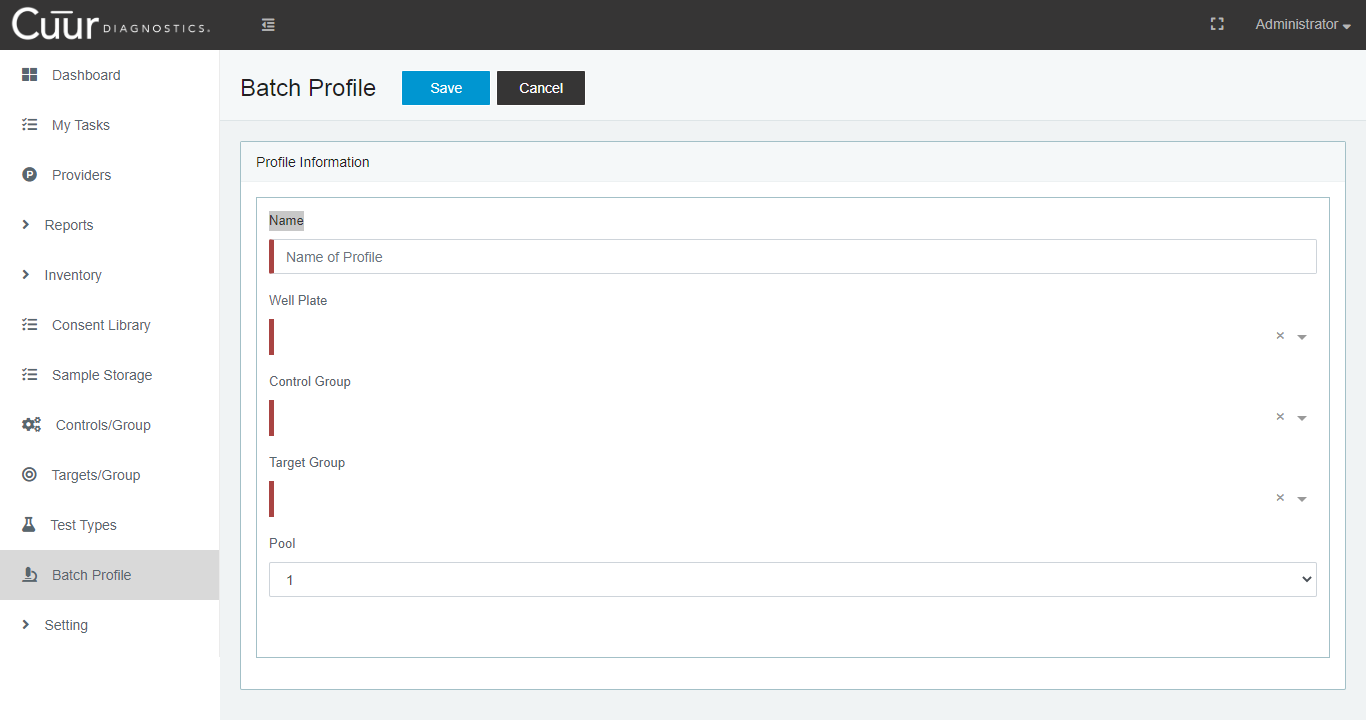 Cūur DIAGNOSTICS.
Administrator
Dashboard
My Tasks
Providers
Reports
Inventory
Consent Library
Sample Storage
Controls/Group
Targets/Group
Test Types
Batch Profile
Setting
Batch Profile
Save
Cancel
Profile Information
Name
Name of Profile
Well Plate
Control Group
Target Group
Pool
1